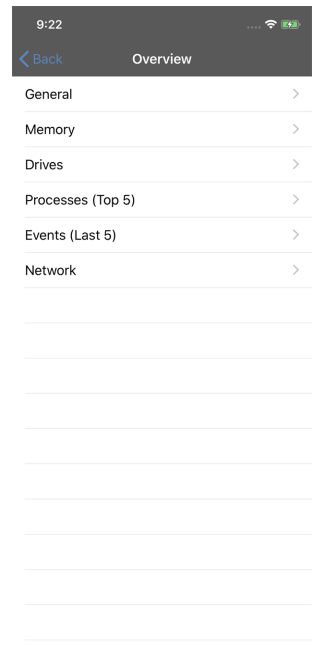 9:22
Back
Overview
General
Memory
Drives
Processes (Top 5)
Events (Last 5)
Network